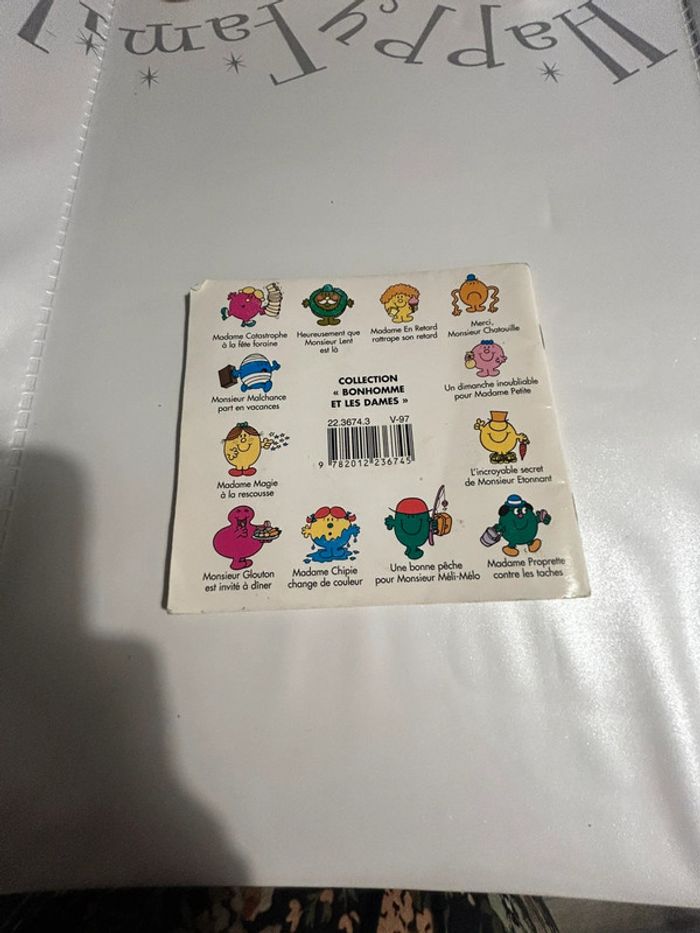 Happy Fami
Madame Catastrophe
à la fête foraine
Heureusement que
Monsieur Lent
est là
Madame En Retard
rattrape son retard
Merci,
Monsieur Chatouille
Monsieur Malchance
part en vacances
COLLECTION
« BONHOMME
ET LES DAMES »
22.3674.3 V-97
9 782012 236745
Un dimanche inoubliable
pour Madame Petite
Madame Magie
à la rescousse
L'incroyable secret
de Monsieur Etonnant
Monsieur Glouton
est invité à dîner
Madame Chipie
change de couleur
Une bonne pêche
pour Monsieur Méli-Mélo
Madame Proprette
contre les taches